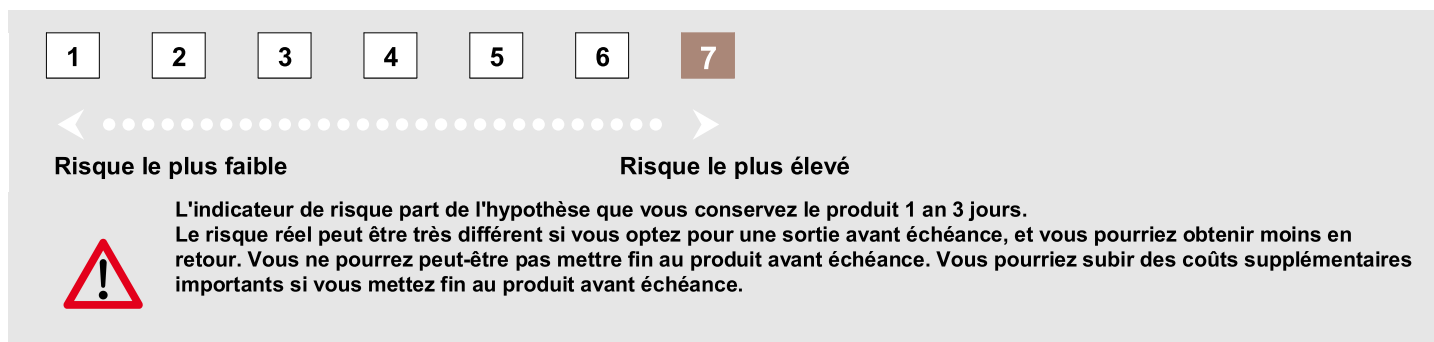 1 2 3 4 5 6 7
Risque le plus faible Risque le plus élevé
L'indicateur de risque part de l'hypothèse que vous conservez le produit 1 an 3 jours.
Le risque réel peut être très différent si vous optez pour une sortie avant échéance, et vous pourriez obtenir moins en
retour. Vous ne pourrez peut-être pas mettre fin au produit avant échéance. Vous pourriez subir des coûts supplémentaires
importants si vous mettez fin au produit avant échéance.